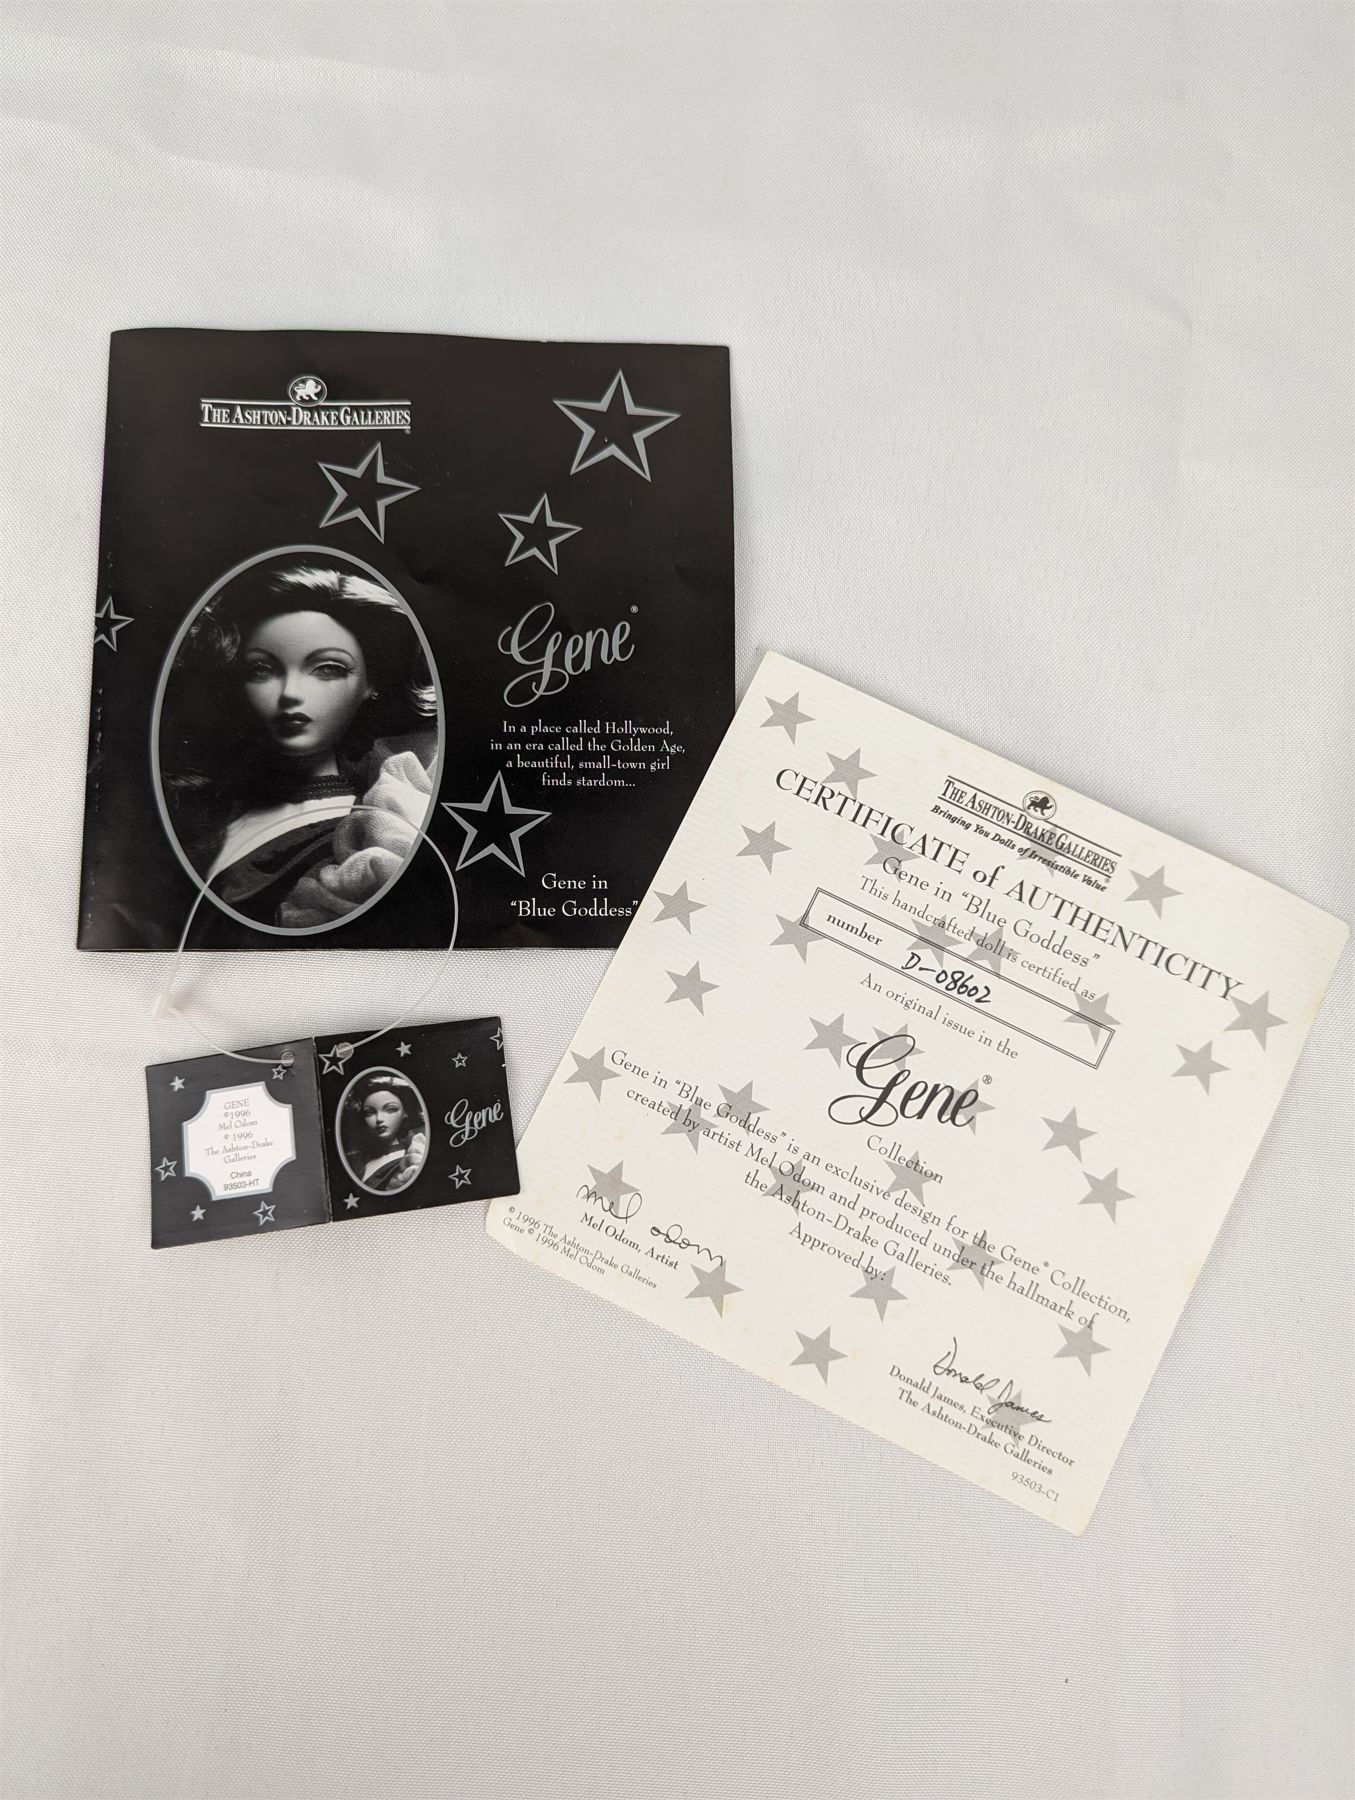 THE ASHTON-DRAKE GALLERIES
®
Gene®
In a place called Hollywood,
in an era called the Golden Age,
a beautiful, small-town girl
finds stardom...
Gene in
"Blue Goddess"
GENE
©1996
Mel Odom
© 1996
The Ashton-Drake
Galleries
China
93503-HT
Gene
THE ASHTON-DRAKE GALLERIES®
Bringing You Dolls of Irresistible Value
CERTIFICATE of AUTHENTICITY
Gene in "Blue Goddess"
This handcrafted doll is certified as
number
D-08602
An original issue in the
Gene®
Collection
Gene in "Blue Goddess" is an exclusive design for the Gene® Collection,
created by artist Mel Odom and produced under the hallmark of
the Ashton-Drake Galleries.
Approved by:
Mel Odom
Mel Odom, Artist
© 1996 The Ashton-Drake Galleries
Gene © 1996 Mel Odom
Donald James
Donald James, Executive Director
The Ashton-Drake Galleries
93503-C1